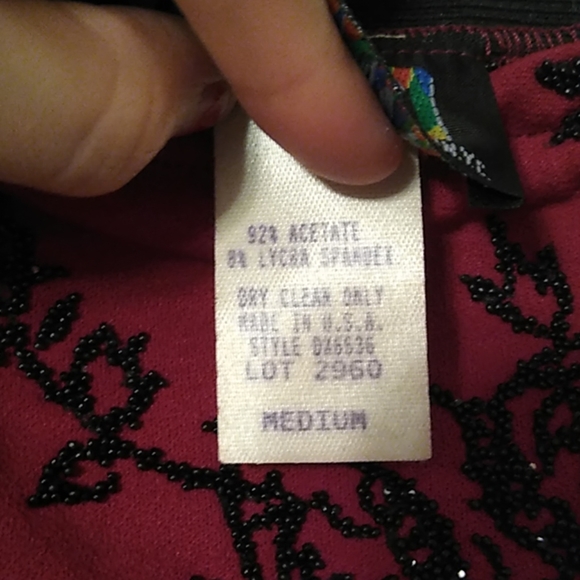 92% ACETATE
8% LYCRA SPANDEX
DRY CLEAN ONLY
MADE IN U.S.A.
STYLE DX6636
LOT 2960
MEDIUM